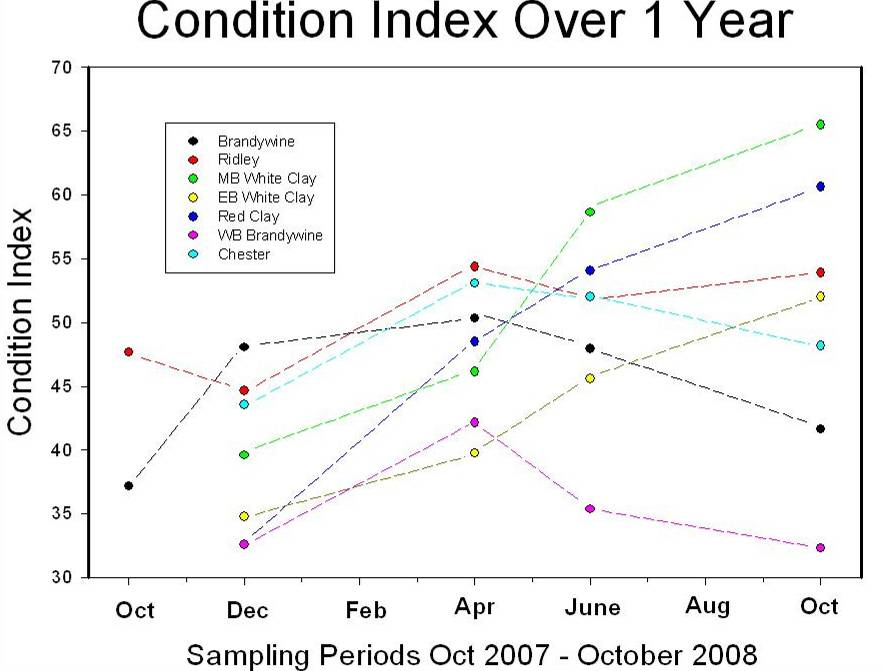 Condition Index Over 1 Year
70
65
60
55
50
45
40
35
30
Condition Index
Brandywine
Ridley
MB White Clay
EB White Clay
Red Clay
WB Brandywine
Chester
Oct Dec Feb Apr June Aug Oct
Sampling Periods Oct 2007 - October 2008